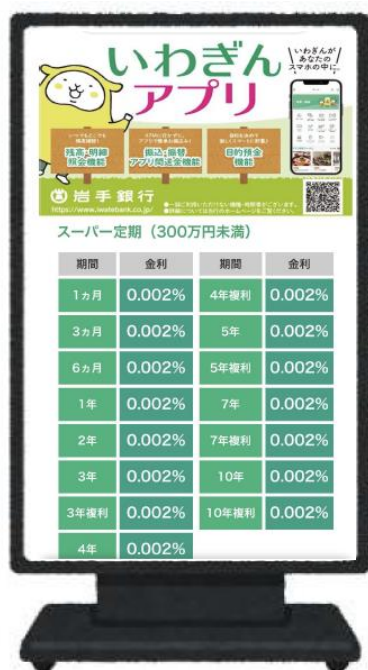 いわぎん
アプリ
いわぎんが
あなたの
スマホの中に
残高・明細
照会機能
振込・振替
アプリ間送金機能
目的預金
機能
岩手銀行
https://www.iwatebank.co.jp/
スーパー定期（300万円未満）
期間 金利 期間 金利
1ヵ月 0.002% 4年複利 0.002%
3ヵ月 0.002% 5年 0.002%
6ヵ月 0.002% 5年複利 0.002%
1年 0.002% 7年 0.002%
2年 0.002% 7年複利 0.002%
3年 0.002% 10年 0.002%
3年複利 0.002% 10年複利 0.002%
4年 0.002%